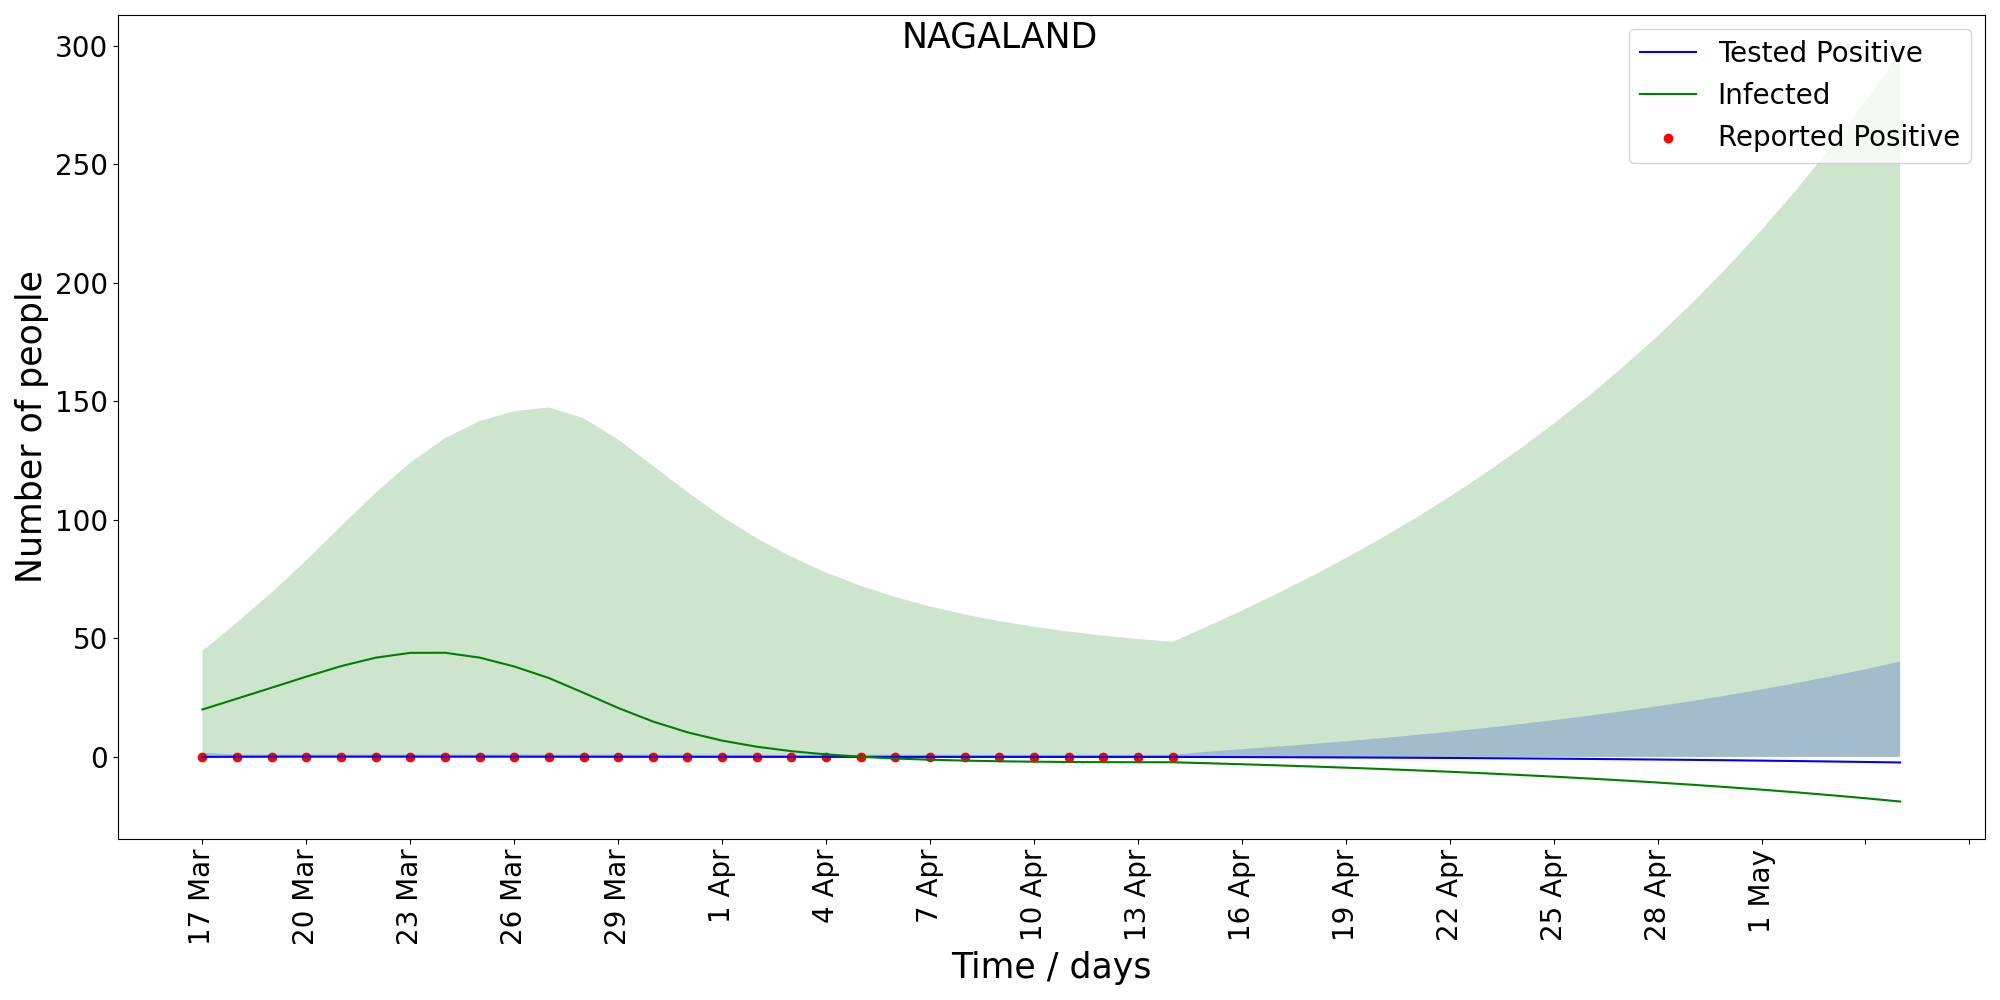 NAGALAND
Tested Positive
Infected
Reported Positive
Number of people
300
250
200
150
100
50
0
17 Mar
20 Mar
23 Mar
26 Mar
29 Mar
1 Apr
4 Apr
7 Apr
10 Apr
13 Apr
16 Apr
19 Apr
22 Apr
25 Apr
28 Apr
1 May
Time / days